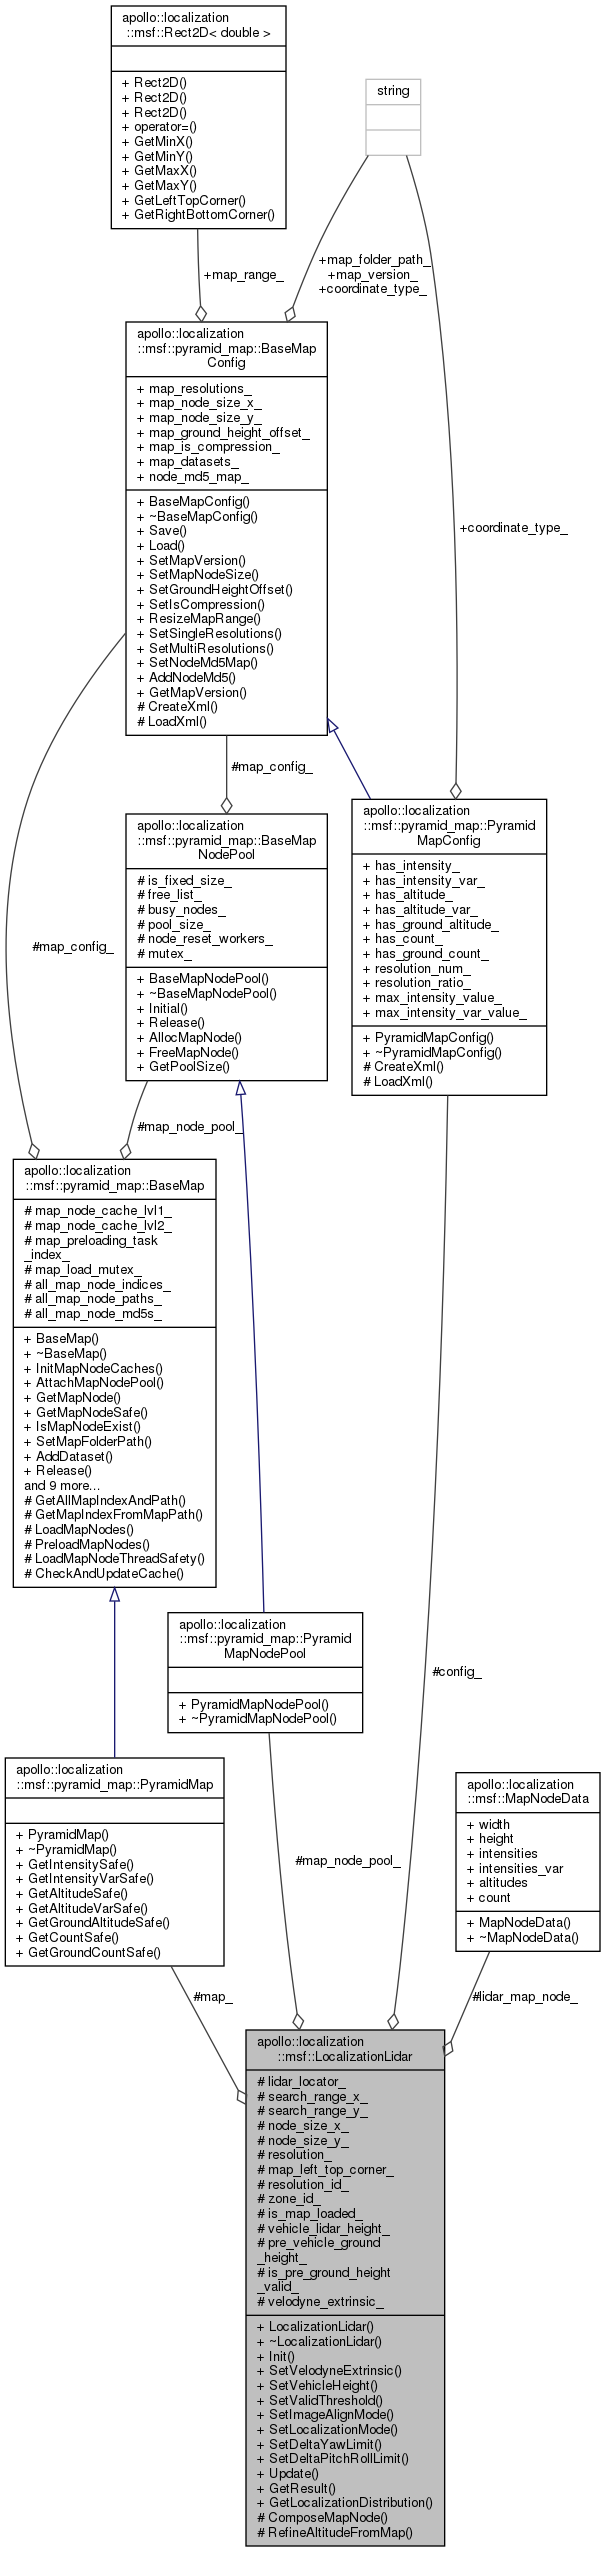 apollo::localization
::msf::Rect2D< double >
+ Rect2D()
+ Rect2D()
+ Rect2D()
+ operator=()
+ GetMinX()
+ GetMinY()
+ GetMaxX()
+ GetMaxY()
+ GetLeftTopCorner()
+ GetRightBottomCorner()
string
+map_range_
+map_folder_path_
+map_version_
+coordinate_type_
apollo::localization
::msf::pyramid_map::BaseMap
Config
+ map_resolutions_
+ map_node_size_x_
+ map_node_size_y_
+ map_ground_height_offset_
+ map_is_compression_
+ map_datasets_
+ node_md5_map_
+ BaseMapConfig()
+ ~BaseMapConfig()
+ Save()
+ Load()
+ SetMapVersion()
+ SetMapNodeSize()
+ SetGroundHeightOffset()
+ SetIsCompression()
+ ResizeMapRange()
+ SetSingleResolutions()
+ SetMultiResolutions()
+ SetNodeMd5Map()
+ AddNodeMd5()
+ GetMapVersion()
# CreateXml()
# LoadXml()
+coordinate_type_
#map_config_
apollo::localization
::msf::pyramid_map::BaseMap
NodePool
# is_fixed_size_
# free_list_
# busy_nodes_
# pool_size_
# node_reset_workers_
# mutex_
+ BaseMapNodePool()
+ ~BaseMapNodePool()
+ Initial()
+ Release()
+ AllocMapNode()
+ FreeMapNode()
+ GetPoolSize()
apollo::localization
::msf::pyramid_map::Pyramid
MapConfig
+ has_intensity_
+ has_intensity_var_
+ has_altitude_
+ has_altitude_var_
+ has_ground_altitude_
+ has_count_
+ has_ground_count_
+ resolution_num_
+ resolution_ratio_
+ max_intensity_value_
+ max_intensity_var_value_
+ PyramidMapConfig()
+ ~PyramidMapConfig()
# CreateXml()
# LoadXml()
#map_config_
#map_node_pool_
apollo::localization
::msf::pyramid_map::BaseMap
# map_node_cache_lvl1_
# map_node_cache_lvl2_
# map_preloading_task
_index_
# map_load_mutex_
# all_map_node_indices_
# all_map_node_paths_
# all_map_node_md5s_
+ BaseMap()
+ ~BaseMap()
+ InitMapNodeCaches()
+ AttachMapNodePool()
+ GetMapNode()
+ GetMapNodeSafe()
+ IsMapNodeExist()
+ SetMapFolderPath()
+ AddDataset()
+ Release()
and 9 more...
# GetAllMapIndexAndPath()
# GetMapIndexFromMapPath()
# LoadMapNodes()
# PreloadMapNodes()
# LoadMapNodeThreadSafety()
# CheckAndUpdateCache()
apollo::localization
::msf::pyramid_map::Pyramid
MapNodePool
+ PyramidMapNodePool()
+ ~PyramidMapNodePool()
#config_
apollo::localization
::msf::pyramid_map::PyramidMap
+ PyramidMap()
+ ~PyramidMap()
+ GetIntensitySafe()
+ GetIntensityVarSafe()
+ GetAltitudeSafe()
+ GetAltitudeVarSafe()
+ GetGroundAltitudeSafe()
+ GetCountSafe()
+ GetGroundCountSafe()
#map_node_pool_
apollo::localization
::msf::MapNodeData
+ width
+ height
+ intensities
+ intensities_var
+ altitudes
+ count
+ MapNodeData()
+ ~MapNodeData()
#map_
#lidar_map_node_
apollo::localization
::msf::LocalizationLidar
# lidar_locator_
# search_range_x_
# search_range_y_
# node_size_x_
# node_size_y_
# resolution_
# map_left_top_corner_
# resolution_id_
# zone_id_
# is_map_loaded_
# vehicle_lidar_height_
# pre_vehicle_ground
_height_
# is_pre_ground_height
_valid_
# velodyne_extrinsic_
+ LocalizationLidar()
+ ~LocalizationLidar()
+ Init()
+ SetVelodyneExtrinsic()
+ SetVehicleHeight()
+ SetValidThreshold()
+ SetImageAlignMode()
+ SetLocalizationMode()
+ SetDeltaYawLimit()
+ SetDeltaPitchRollLimit()
+ Update()
+ GetResult()
+ GetLocalizationDistribution()
# ComposeMapNode()
# RefineAltitudeFromMap()